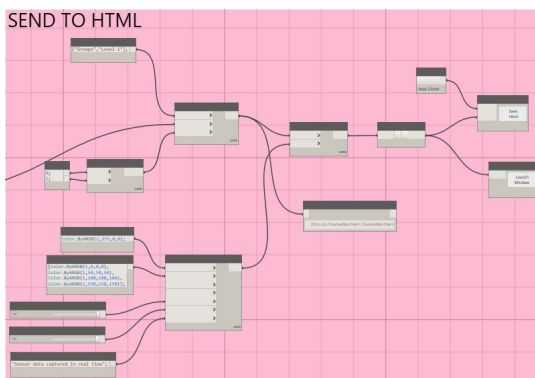 SEND TO HTML
["Groups","Level 1"];
Save
Html
Launch
Window
0;
1;
Color.ByARGB(1,255,0,0);
[Color.ByARGB(1,0,0,0),
Color.ByARGB(1,50,50,50),
Color.ByARGB(1,100,100,100),
Color.ByARGB(1,150,150,150)];
"Sensor data captured in real time";